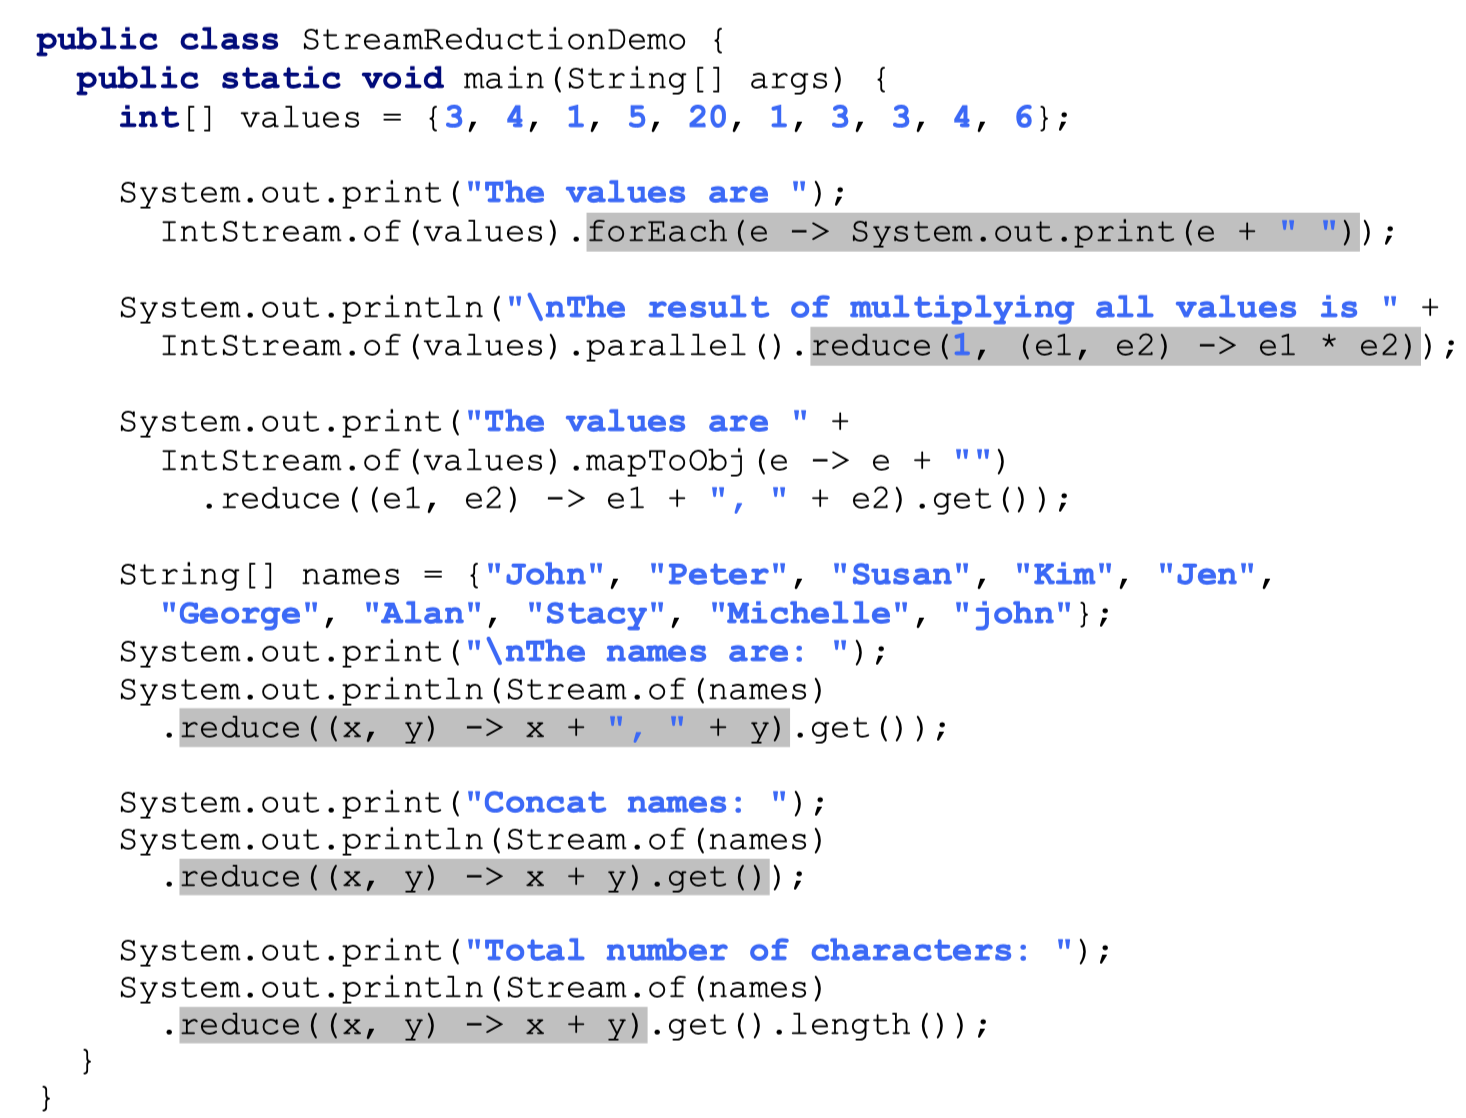 public class StreamReductionDemo {
  public static void main(String[] args) {
    int[] values = {3, 4, 1, 5, 20, 1, 3, 3, 4, 6};

    System.out.print("The values are ");
      IntStream.of(values).forEach(e -> System.out.print(e + " "));

    System.out.println("\nThe result of multiplying all values is " +
      IntStream.of(values).parallel().reduce(1, (e1, e2) -> e1 * e2));

    System.out.print("The values are " +
      IntStream.of(values).mapToObj(e -> e + "")
        .reduce((e1, e2) -> e1 + ", " + e2).get());

    String[] names = {"John", "Peter", "Susan", "Kim", "Jen",
      "George", "Alan", "Stacy", "Michelle", "john"};
    System.out.print("\nThe names are: ");
    System.out.println(Stream.of(names)
      .reduce((x, y) -> x + ", " + y).get());

    System.out.print("Concat names: ");
    System.out.println(Stream.of(names)
      .reduce((x, y) -> x + y).get());

    System.out.print("Total number of characters: ");
    System.out.println(Stream.of(names)
      .reduce((x, y) -> x + y).get().length());
  }
}